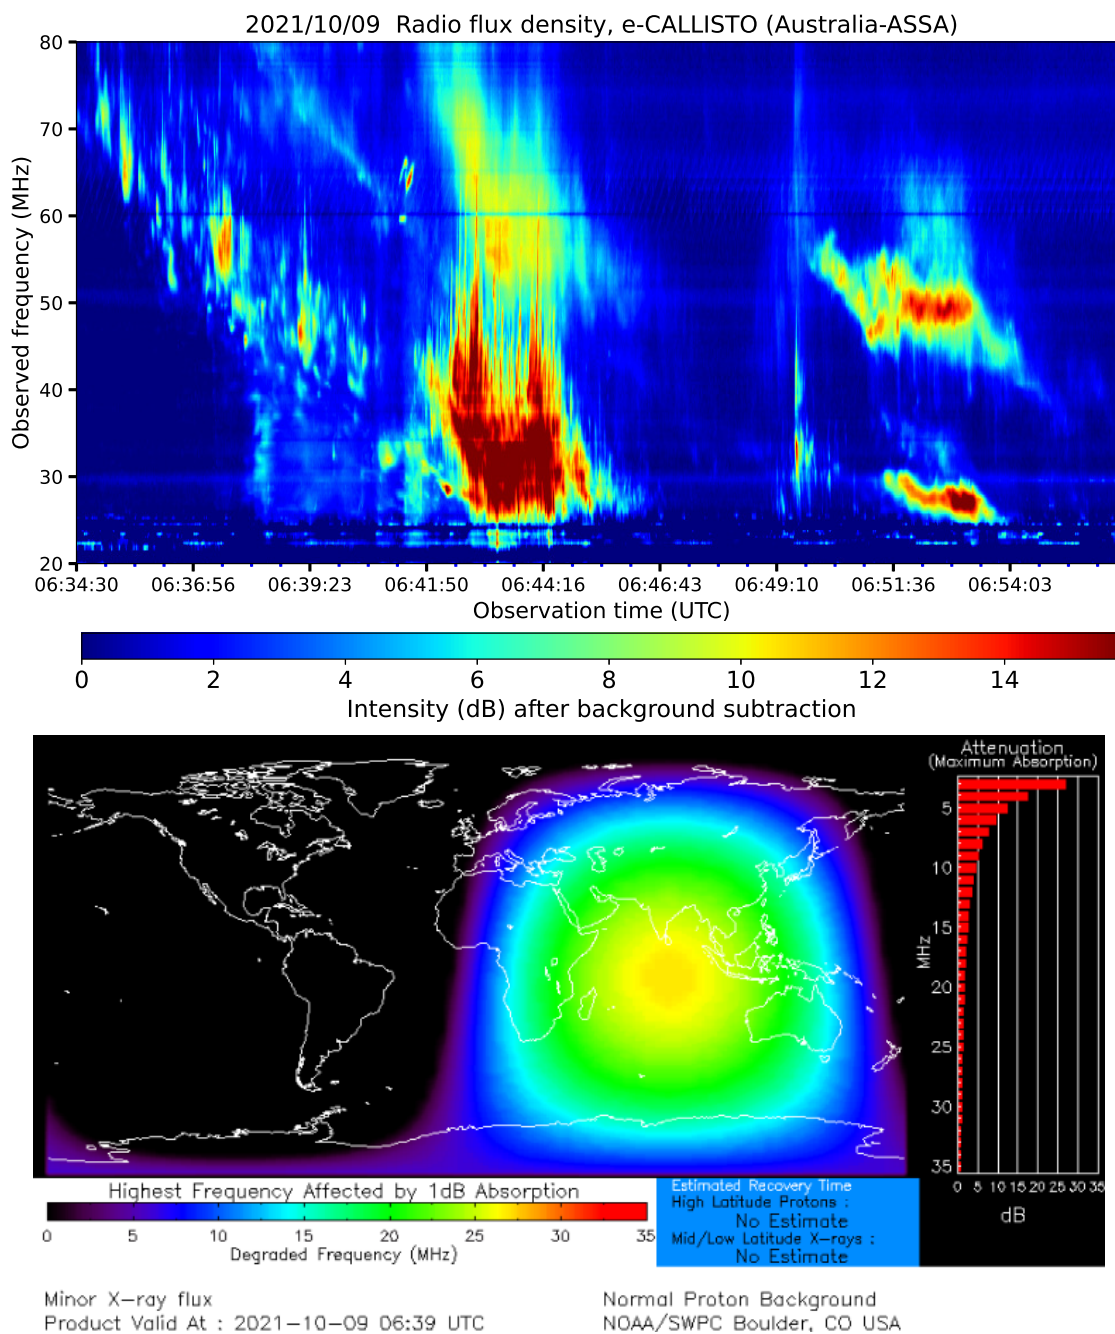 2021/10/09 Radio flux density, e-CALLISTO (Australia-ASSA)
80
70
60
50
40
30
20
Observed frequency (MHz)
06:34:30 06:36:56 06:39:23 06:41:50 06:44:16 06:46:43 06:49:10 06:51:36 06:54:03
Observation time (UTC)
0 2 4 6 8 10 12 14
Intensity (dB) after background subtraction
Attenuation
(Maximum Absorption)
5
10
15
MHz
20
25
30
35
0 5 10 15 20 25 30 35
dB
Highest Frequency Affected by 1dB Absorption
0 5 10 15 20 25 30 35
Degraded Frequency (MHz)
Estimated Recovery Time
High Latitude Protons :
No Estimate
Mid/Low Latitude X-rays :
No Estimate
Minor X-ray flux
Product Valid At : 2021-10-09 06:39 UTC
Normal Proton Background
NOAA/SWPC Boulder, CO USA